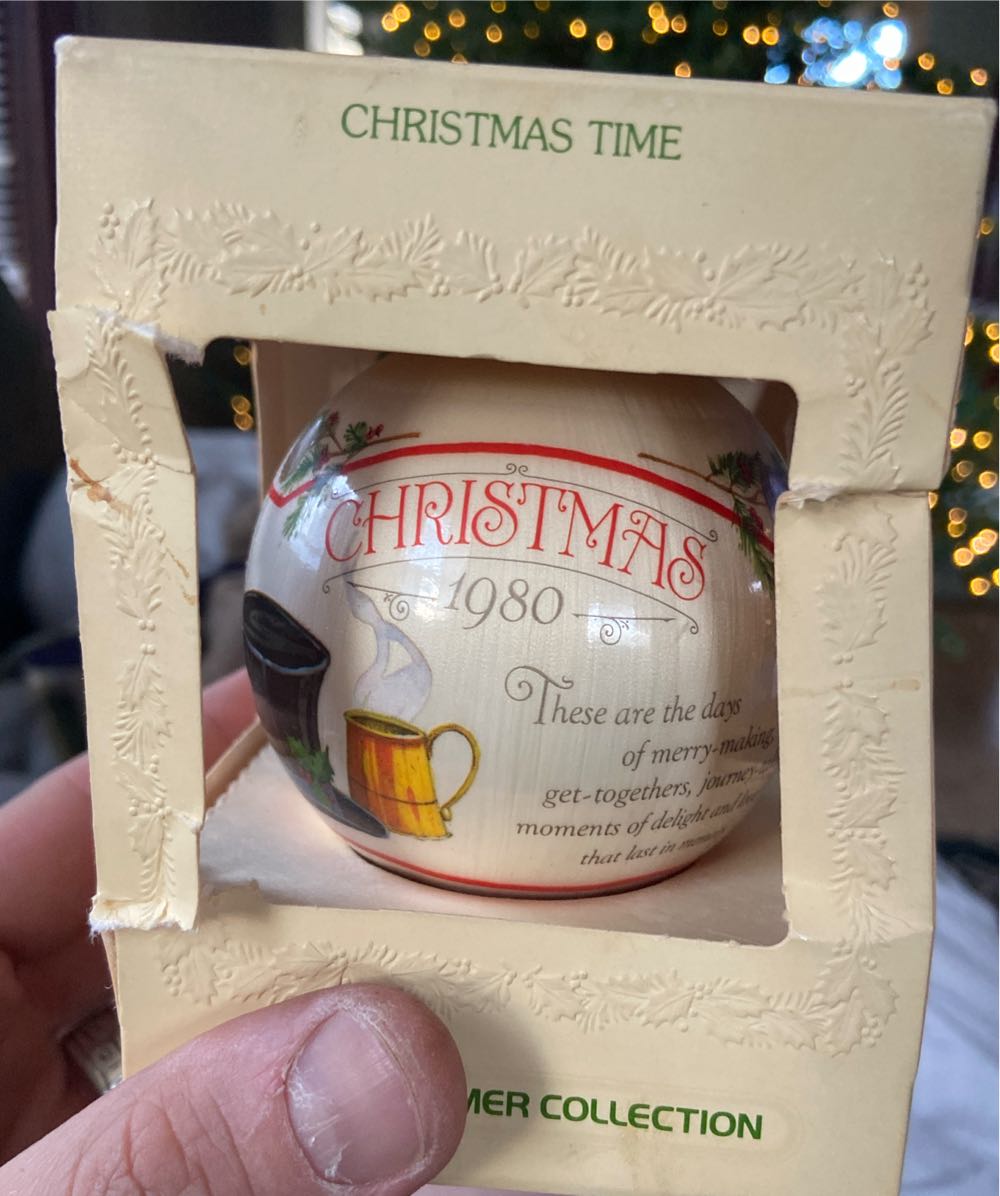 CHRISTMAS TIME
CHRISTMAS
1980
These are the days
of merry-making,
get-togethers,
moments of delight and
that last in
MER COLLECTION